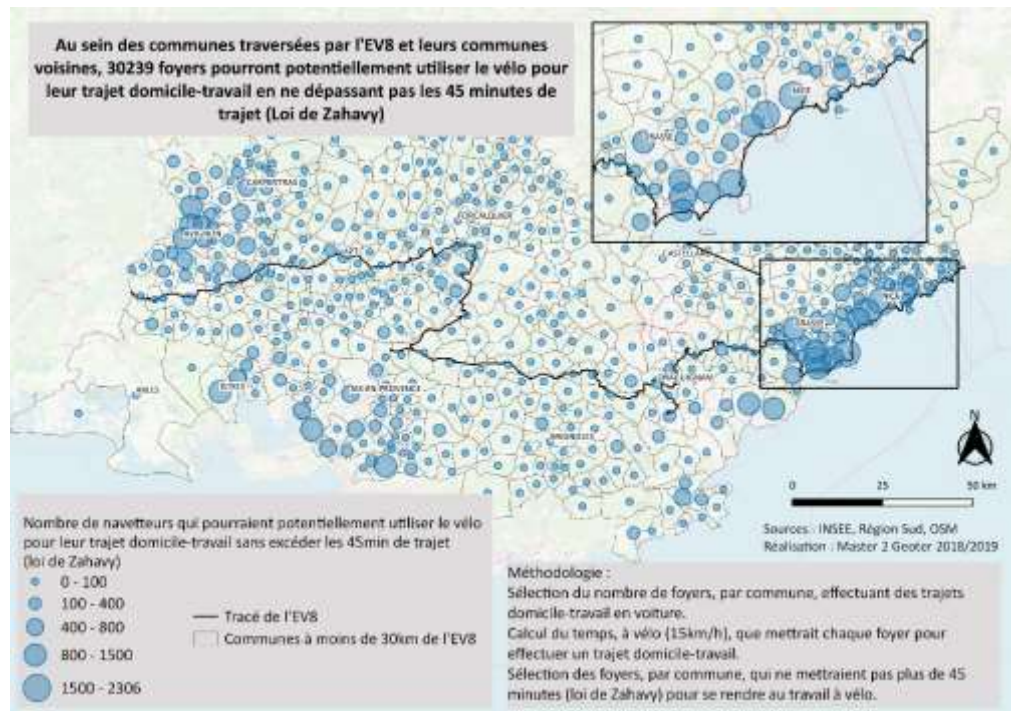 Au sein des communes traversées par l'EV8 et leurs communes
voisines, 30239 foyers pourront potentiellement utiliser le vélo pour
leur trajet domicile-travail en ne dépassant pas les 45 minutes de
trajet (Loi de Zahavy)
NICE
GRASSE
CARPENTRAS
FORCALQUIER
AVIGNON
APT
CASTELLANE
NICE
GRASSE
DRAGUIGNAN
ARLES
ISTRES
AIX-EN-PROVENCE
BRIGNOLES
N
0 25 50 km
Sources : INSEE, Région Sud, OSM
Réalisation : Master 2 Geoter 2018/2019
Nombre de navetteurs qui pourraient potentiellement utiliser le vélo
pour leur trajet domicile-travail sans excéder les 45min de trajet
(loi de Zahavy)
0 - 100
100 - 400
400 - 800
800 - 1500
1500 - 2306
Tracé de l'EV8
Communes à moins de 30km de l'EV8
Méthodologie :
Sélection du nombre de foyers, par commune, effectuant des trajets
domicile-travail en voiture.
Calcul du temps, à vélo (15km/h), que mettrait chaque foyer pour
effectuer un trajet domicile-travail.
Sélection des foyers, par commune, qui ne mettraient pas plus de 45
minutes (loi de Zahavy) pour se rendre au travail à vélo.